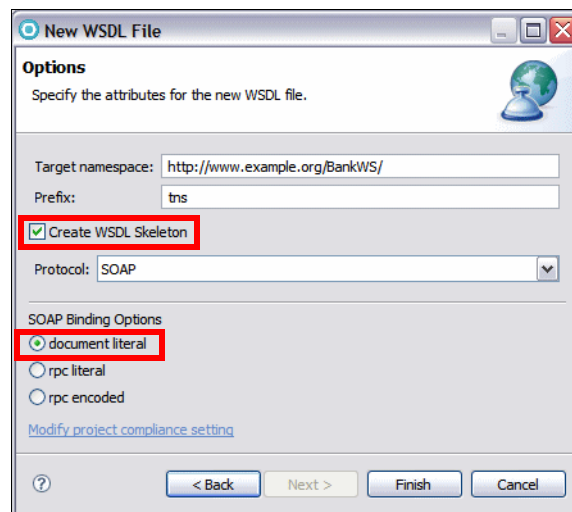 New WSDL File
Options
Specify the attributes for the new WSDL file.
Target namespace: http://www.example.org/BankWS/
Prefix: tns
Create WSDL Skeleton
Protocol: SOAP
SOAP Binding Options
document literal
rpc literal
rpc encoded
Modify project compliance setting
? < Back Next > Finish Cancel